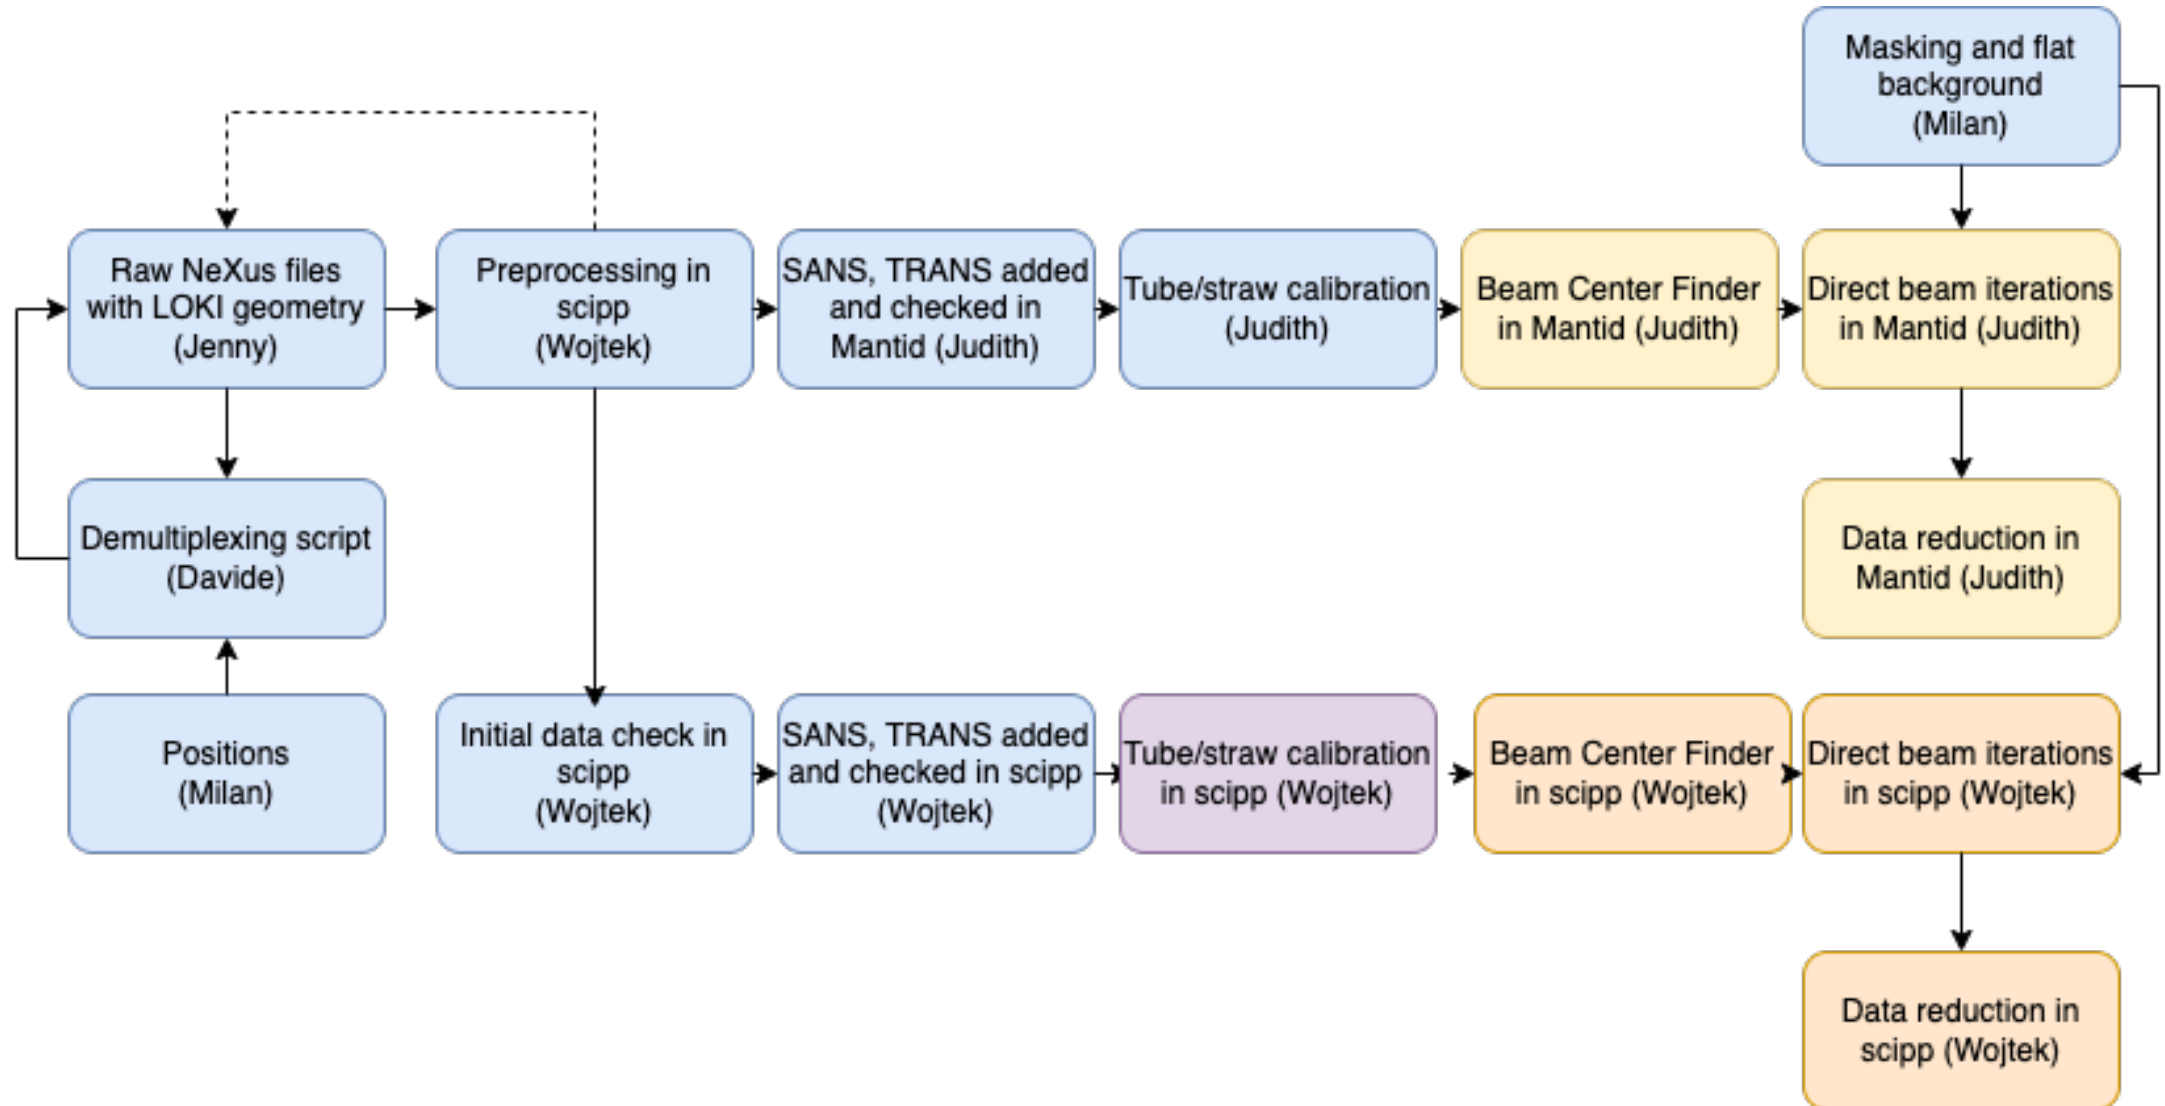 Masking and flat
background
(Milan)
Raw NeXus files
with LOKI geometry
(Jenny)
Preprocessing in
scipp
(Wojtek)
SANS, TRANS added
and checked in
Mantid (Judith)
Tube/straw calibration
(Judith)
Beam Center Finder
in Mantid (Judith)
Direct beam iterations
in Mantid (Judith)
Demultiplexing script
(Davide)
Data reduction in
Mantid (Judith)
Positions
(Milan)
Initial data check in
scipp
(Wojtek)
SANS, TRANS added
and checked in scipp
(Wojtek)
Tube/straw calibration
in scipp (Wojtek)
Beam Center Finder
in scipp (Wojtek)
Direct beam iterations
in scipp (Wojtek)
Data reduction in
scipp (Wojtek)